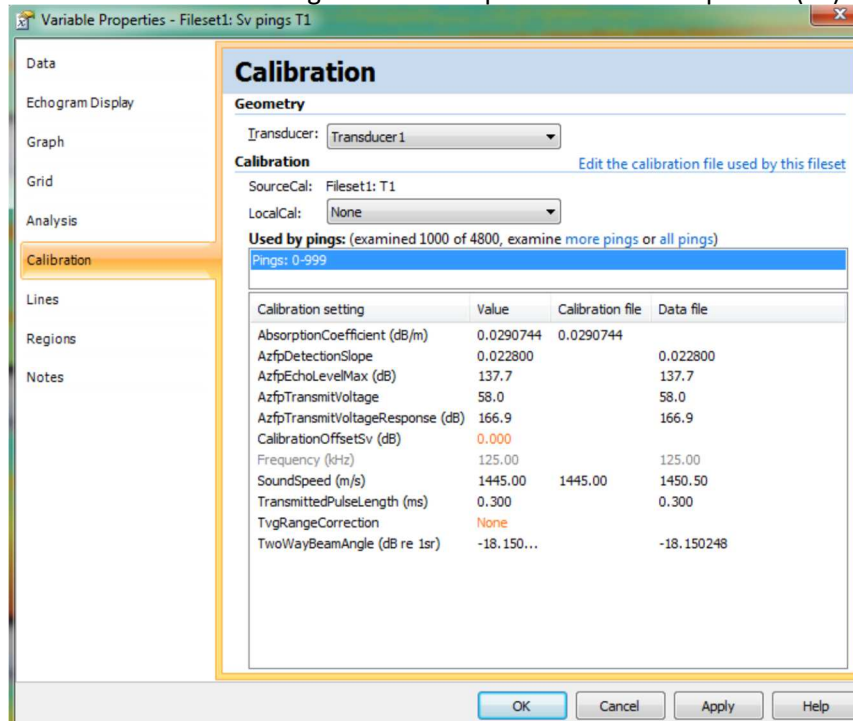 Variable Properties - Fileset1: Sv pings T1
Data
Echogram Display
Graph
Grid
Analysis
Calibration
Lines
Regions
Notes
Calibration
Geometry
Transducer: Transducer1
Calibration Edit the calibration file used by this fileset
SourceCal: Fileset1: T1
LocalCal: None
Used by pings: (examined 1000 of 4800, examine more pings or all pings)
Pings: 0-999
Calibration setting Value Calibration file Data file
AbsorptionCoefficient (dB/m) 0.0290744 0.0290744
AzfpDetectionSlope 0.022800 0.022800
AzfpEchoLevelMax (dB) 137.7 137.7
AzfpTransmitVoltage 58.0 58.0
AzfpTransmitVoltageResponse (dB) 166.9 166.9
CalibrationOffsetSv (dB) 0.000
Frequency (kHz) 125.00 125.00
SoundSpeed (m/s) 1445.00 1445.00 1450.50
TransmittedPulseLength (ms) 0.300 0.300
TvgRangeCorrection None
TwoWayBeamAngle (dB re 1sr) -18.150... -18.150248
OK Cancel Apply Help